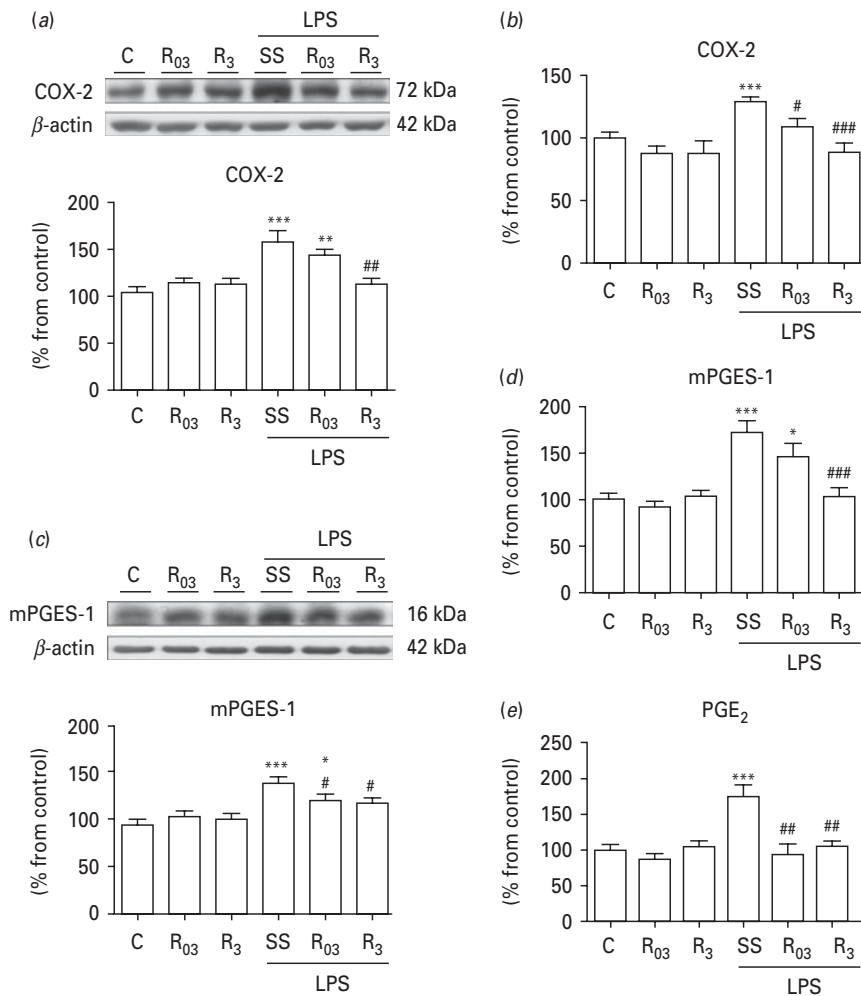 (a)
LPS
C R₀₃ R₃ SS R₀₃ R₃
COX-2 72 kDa
β-actin 42 kDa
COX-2
(% from control)
200
150
100
50
0
***
**
##
C R₀₃ R₃ SS R₀₃ R₃
LPS
(b)
COX-2
(% from control)
150
100
50
0
***
#
###
C R₀₃ R₃ SS R₀₃ R₃
LPS
(c)
LPS
C R₀₃ R₃ SS R₀₃ R₃
mPGES-1 16 kDa
β-actin 42 kDa
mPGES-1
(% from control)
200
150
100
50
0
***
*
#
#
C R₀₃ R₃ SS R₀₃ R₃
LPS
(d)
mPGES-1
(% from control)
200
150
100
50
0
***
*
###
C R₀₃ R₃ SS R₀₃ R₃
LPS
(e)
PGE₂
(% from control)
250
200
150
100
50
0
***
##
##
C R₀₃ R₃ SS R₀₃ R₃
LPS